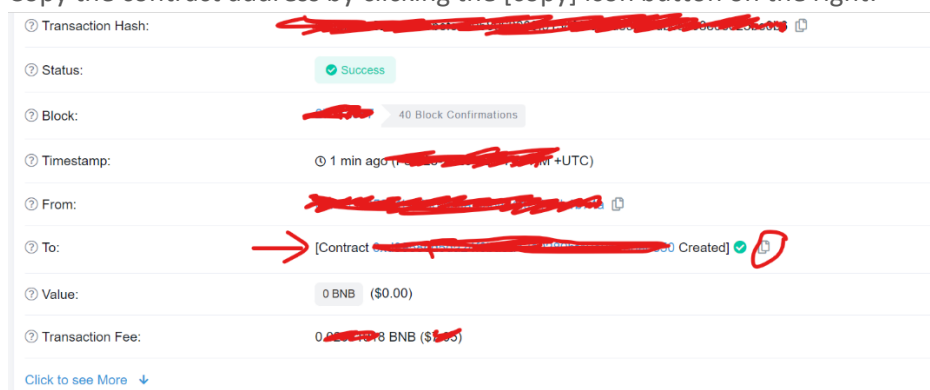 Copy the contract address by clicking the [copy] icon button on the right.
Transaction Hash:
Status:
Success
Block:
40 Block Confirmations
Timestamp:
1 min ago +UTC)
From:
To:
[Contract Created]
Value:
0 BNB ($0.00)
Transaction Fee:
BNB
Click to see More